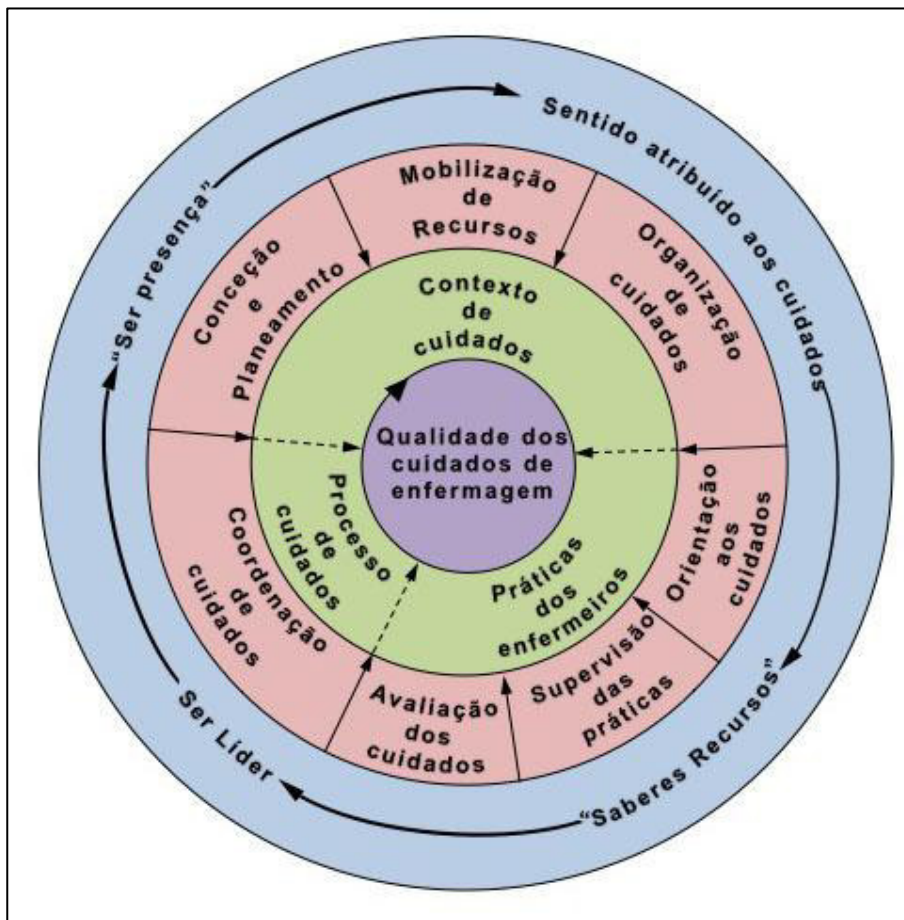 Sentido atribuído aos cuidados
“Saberes Recursos”
Ser Líder
“Ser presença”
Mobilização
de
Recursos
Organização
de
cuidados
Orientação
aos
cuidados
Supervisão
das
práticas
Avaliação
dos
cuidados
Coordenação
de
cuidados
Conceção
e
Planeamento
Contexto
de
cuidados
Práticas
dos
enfermeiros
Processo
de
cuidados
Qualidade dos
cuidados de
enfermagem